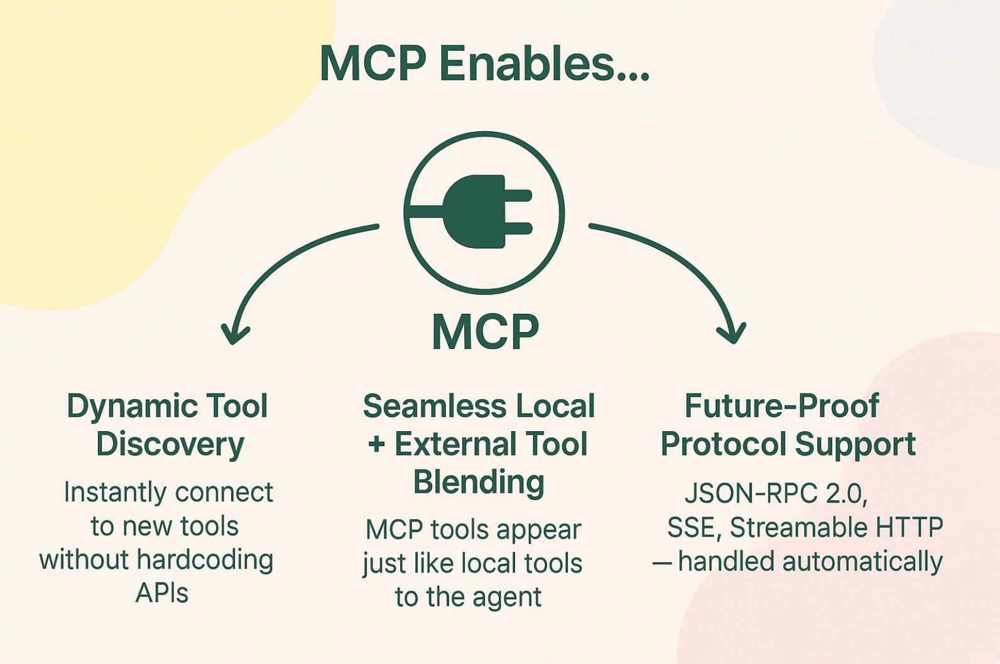 MCP Enables...
MCP
Dynamic Tool
Discovery
Instantly connect
to new tools
without hardcoding
APIs
Seamless Local
+ External Tool
Blending
MCP tools appear
just like local tools
to the agent
Future-Proof
Protocol Support
JSON-RPC 2.0,
SSE, Streamable HTTP
— handled automatically